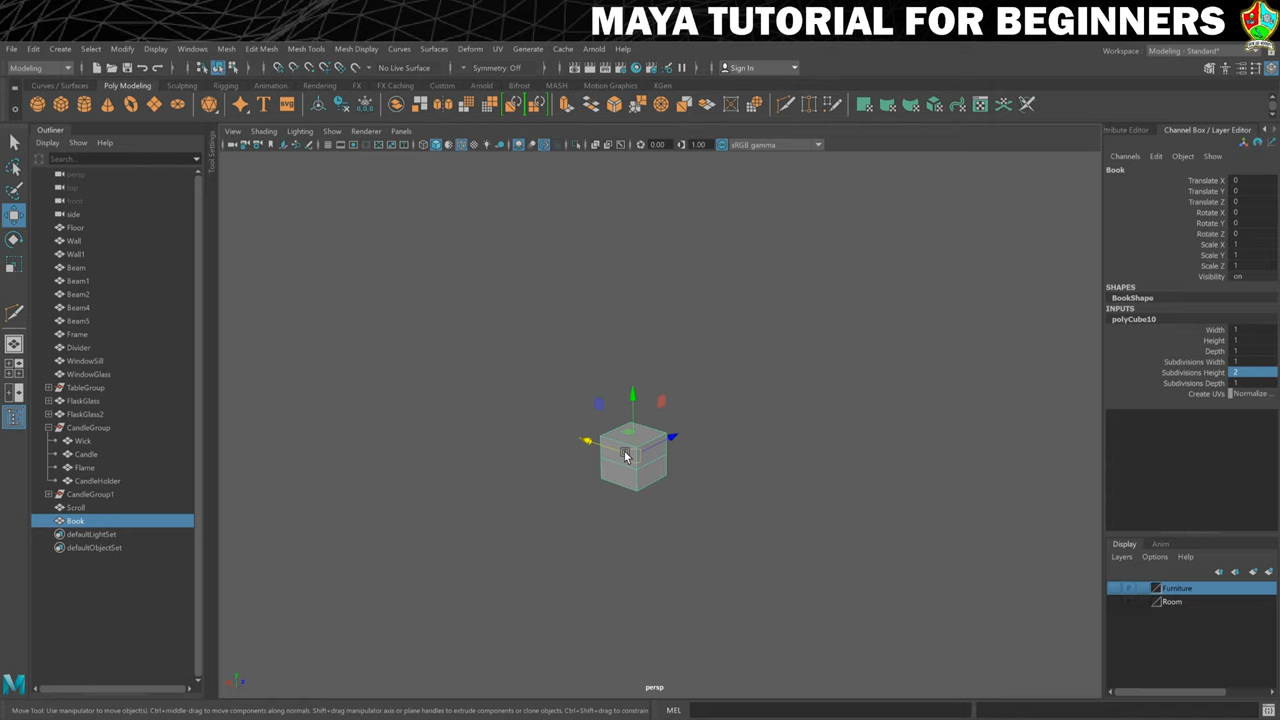 MAYA TUTORIAL FOR BEGINNERS
File Edit Create Select Modify Display Windows Mesh Edit Mesh Mesh Tools Mesh Display Curves Surfaces Deform UV Generate Cache Arnold Help
Workspace : Modeling - Standard*
Modeling No Live Surface Symmetry: Off Sign In
Curves / Surfaces Poly Modeling Sculpting Rigging Animation Rendering FX FX Caching Custom Arnold Bifrost MASH Motion Graphics XGen
Outliner
Display Show Help
Search...
persp
top
front
side
Floor
Wall
Wall1
Beam
Beam1
Beam2
Beam4
Beam5
Frame
Divider
WindowSill
WindowGlass
TableGroup
FlaskGlass
FlaskGlass2
CandleGroup
Wick
Candle
Flame
CandleHolder
CandleGroup1
Scroll
Book
defaultLightSet
defaultObjectSet
Tool Settings
View Shading Lighting Show Renderer Panels
0.00 1.00 sRGB gamma
persp
ttribute Editor Channel Box / Layer Editor
Channels Edit Object Show
Book
Translate X 0
Translate Y 0
Translate Z 0
Rotate X 0
Rotate Y 0
Rotate Z 0
Scale X 1
Scale Y 1
Scale Z 1
Visibility on
SHAPES
BookShape
INPUTS
polyCube10
Width 1
Height 1
Depth 1
Subdivisions Width 1
Subdivisions Height 2
Subdivisions Depth 1
Create UVs Normalize ...
Display Anim
Layers Options Help
Furniture
Room
Move Tool: Use manipulator to move object(s). Ctrl+middle-drag to move components along normals. Shift+drag manipulator axis or plane handles to extrude components or clone objects. Ctrl+Shift+drag to constrain
MEL